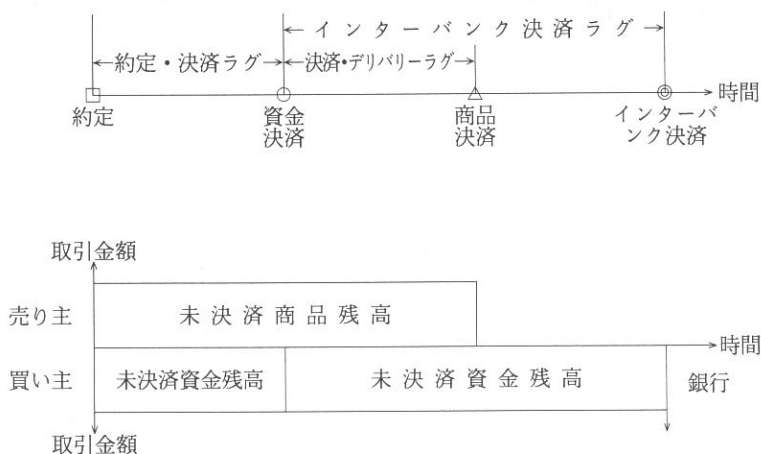 インターバンク決済ラグ
約定・決済ラグ 決済・デリバリーラグ
時間
約定 資金 商品 インターバ
決済 決済 ンク決済
取引金額
売り主 未決済商品残高
時間
買い主 未決済資金残高 未決済資金残高 銀行
取引金額